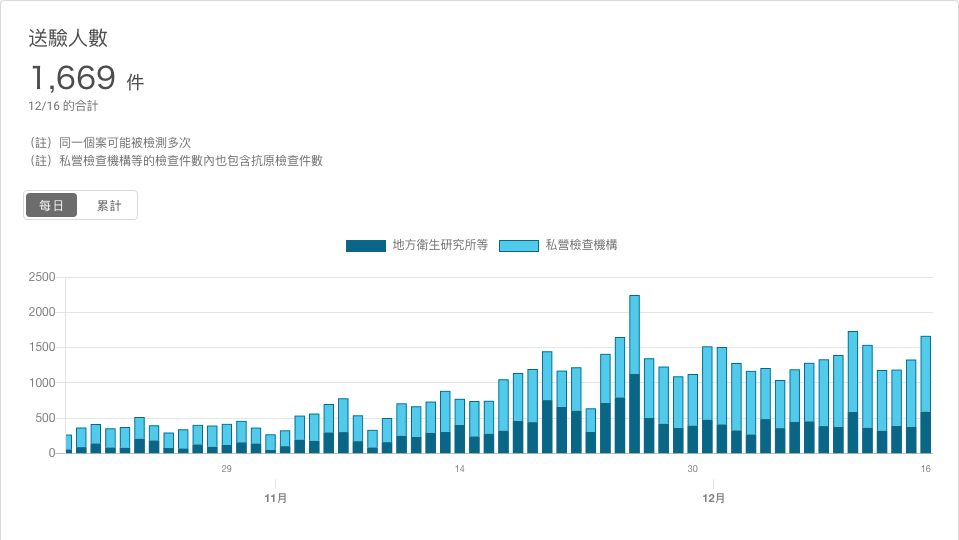 送驗人數
1,669 件
12/16 的合計
（註）同一個案可能被檢測多次
（註）私營檢查機構等的檢查件數內也包含抗原檢查件數
每日 累計
地方衛生研究所等 私營檢查機構
2500
2000
1500
1000
500
0
29 14 30 16
11月 12月